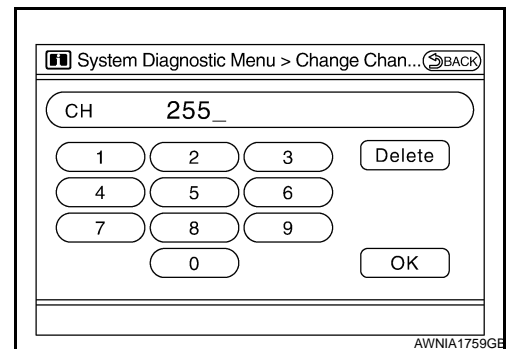 System Diagnostic Menu > Change Chan... BACK
CH 255_
1 2 3 Delete
4 5 6
7 8 9
0 OK
AWNIA1759GB